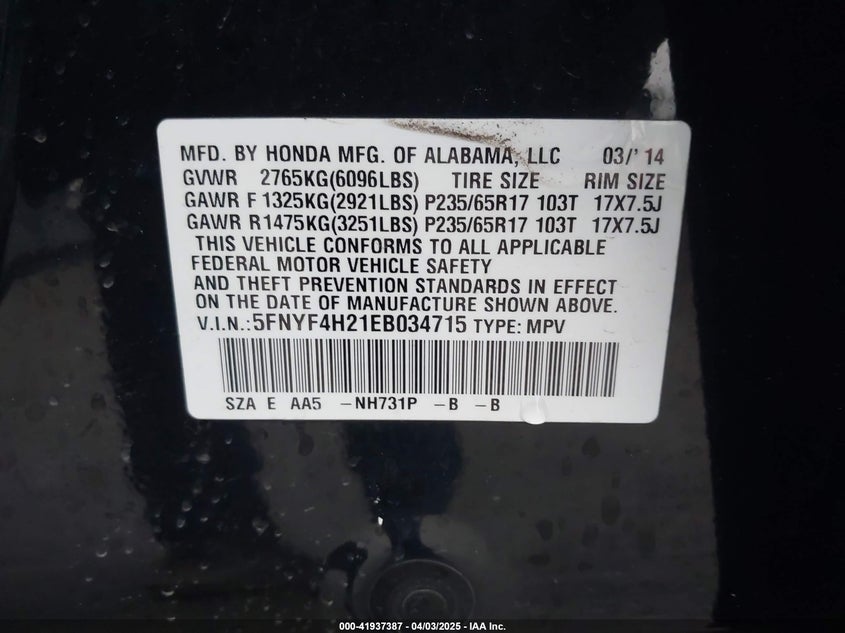 MFD. BY HONDA MFG. OF ALABAMA, LLC 03/' 14
GVWR 2765KG(6096LBS) TIRE SIZE RIM SIZE
GAWR F 1325KG(2921LBS) P235/65R17 103T 17X7.5J
GAWR R1475KG(3251LBS) P235/65R17 103T 17X7.5J
THIS VEHICLE CONFORMS TO ALL APPLICABLE
FEDERAL MOTOR VEHICLE SAFETY
AND THEFT PREVENTION STANDARDS IN EFFECT
ON THE DATE OF MANUFACTURE SHOWN ABOVE.
V.I.N.:5FNYF4H21EB034715 TYPE: MPV
SZA E AA5 -NH731P -B -B
000-41937387 - 04/03/2025 - IAA Inc.